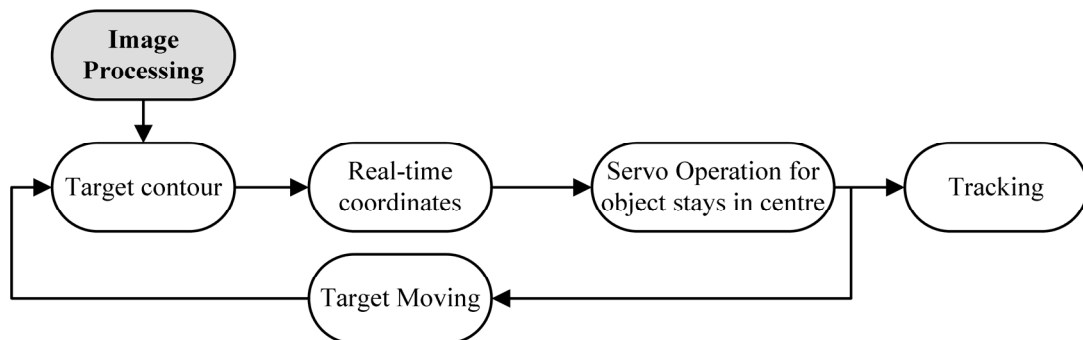 Image
Processing
Target contour
Real-time
coordinates
Servo Operation for
object stays in centre
Tracking
Target Moving